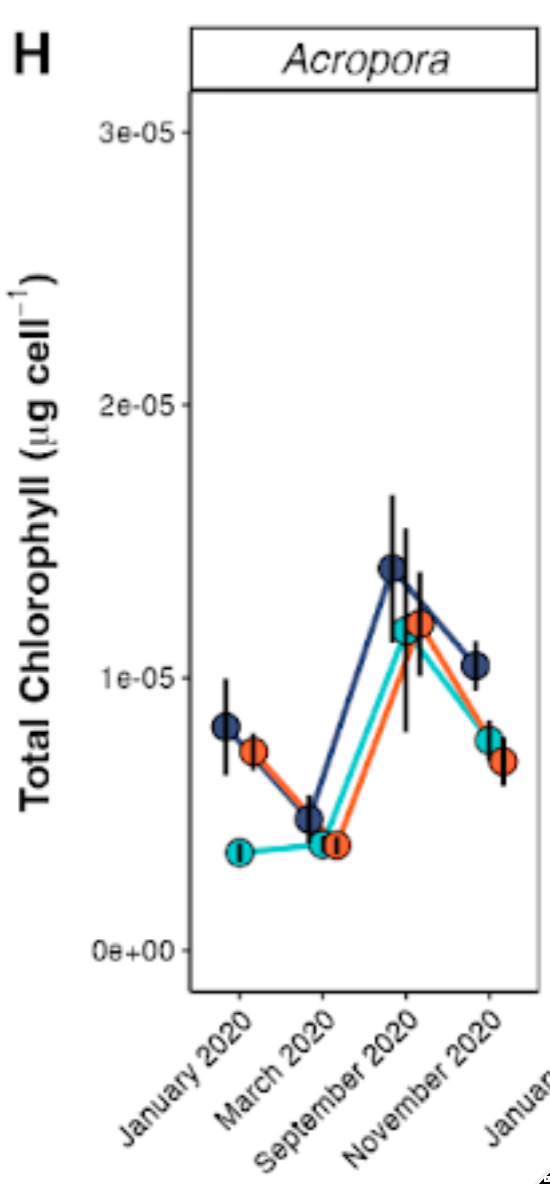 H
Acropora
Total Chlorophyll (µg cell⁻¹)
3e-05
2e-05
1e-05
0e+00
January 2020
March 2020
September 2020
November 2020
Januar